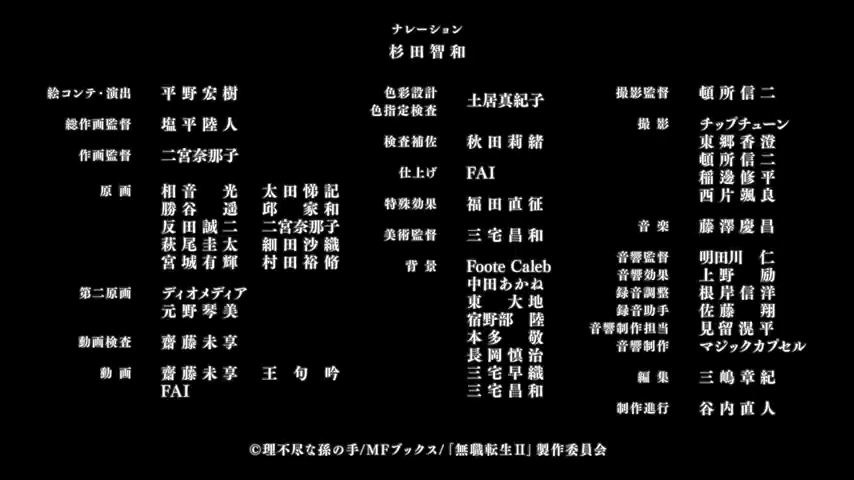 ナレーション
杉田智和
絵コンテ・演出 平野宏樹
総作画監督 塩平陸人
作画監督 二宮奈那子
原画 相音 光 太田悌記
勝谷 遥 邱 家和
反田誠二 二宮奈那子
萩尾圭太 細田沙織
宮城有輝 村田裕脩
第二原画 ディオメディア
元野琴美
動画検査 齋藤未享
動画 齋藤未享 王句吟
FAI
色彩設計
色指定検査
土居真紀子
検査補佐 秋田莉緒
仕上げ FAI
特殊効果 福田直征
美術監督 三宅昌和
背景 Foote Caleb
中田あかね
東 大地
宿野部 陸
本多 敬
長岡慎治
三宅早織
三宅昌和
撮影監督 頓所信二
撮影 チップチューン
東郷香澄
頓所信二
稲邊修平
西片颯良
音楽 藤澤慶昌
音響監督 明田川 仁
音響効果 上野 励
録音調整 根岸信洋
録音助手 佐藤 翔
音響制作担当 見留滉平
音響制作 マジックカプセル
編集 三嶋章紀
制作進行 谷内直人
©理不尽な孫の手/MFブックス/「無職転生Ⅱ」製作委員会